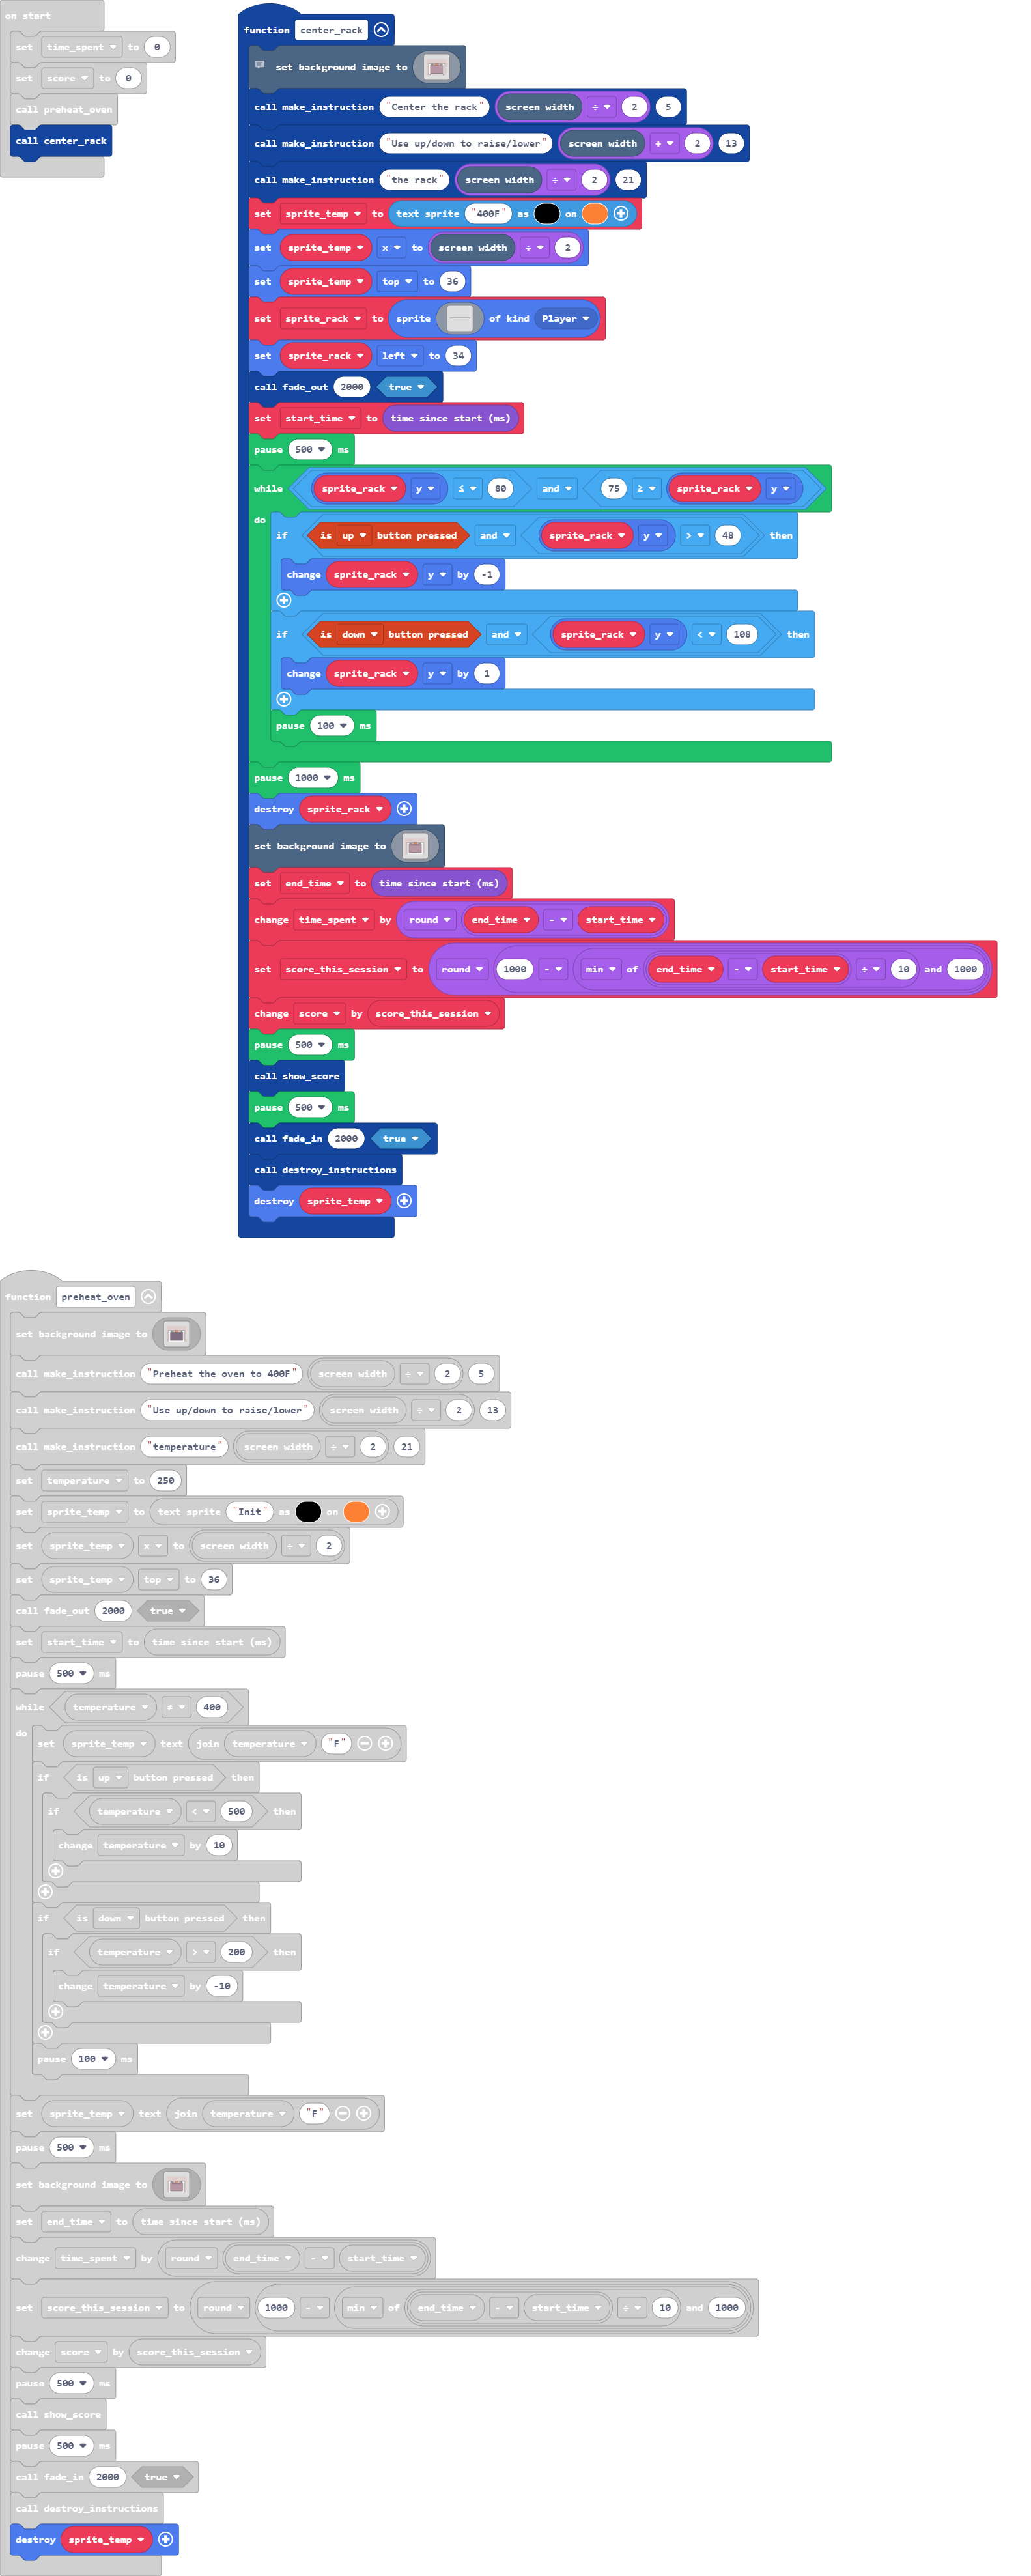 on start
set time_spent to 0
set score to 0
call preheat_oven
call center_rack
function center_rack
set background image to
call make_instruction "Center the rack" screen width ÷ 2 5
call make_instruction "Use up/down to raise/lower" screen width ÷ 2 13
call make_instruction "the rack" screen width ÷ 2 21
set sprite_temp to text sprite "400F" as on
set sprite_temp x to screen width ÷ 2
set sprite_temp top to 36
set sprite_rack to sprite of kind Player
set sprite_rack left to 34
call fade_out 2000 true
set start_time to time since start (ms)
pause 500 ms
while sprite_rack y ≤ 80 and 75 ≥ sprite_rack y
do
if is up button pressed and sprite_rack y > 48 then
change sprite_rack y by -1
if is down button pressed and sprite_rack y < 108 then
change sprite_rack y by 1
pause 100 ms
pause 1000 ms
destroy sprite_rack
set background image to
set end_time to time since start (ms)
change time_spent by round end_time - start_time
set score_this_session to round 1000 - min of end_time - start_time ÷ 10 and 1000
change score by score_this_session
pause 500 ms
call show_score
pause 500 ms
call fade_in 2000 true
call destroy_instructions
destroy sprite_temp
function preheat_oven
set background image to
call make_instruction "Preheat the oven to 400F" screen width ÷ 2 5
call make_instruction "Use up/down to raise/lower" screen width ÷ 2 13
call make_instruction "temperature" screen width ÷ 2 21
set temperature to 250
set sprite_temp to text sprite "Init" as on
set sprite_temp x to screen width ÷ 2
set sprite_temp top to 36
call fade_out 2000 true
set start_time to time since start (ms)
pause 500 ms
while temperature ≠ 400
do
set sprite_temp text join temperature "F"
if is up button pressed then
if temperature < 500 then
change temperature by 10
if is down button pressed then
if temperature > 200 then
change temperature by -10
pause 100 ms
set sprite_temp text join temperature "F"
pause 500 ms
set background image to
set end_time to time since start (ms)
change time_spent by round end_time - start_time
set score_this_session to round 1000 - min of end_time - start_time ÷ 10 and 1000
change score by score_this_session
pause 500 ms
call show_score
pause 500 ms
call fade_in 2000 true
call destroy_instructions
destroy sprite_temp